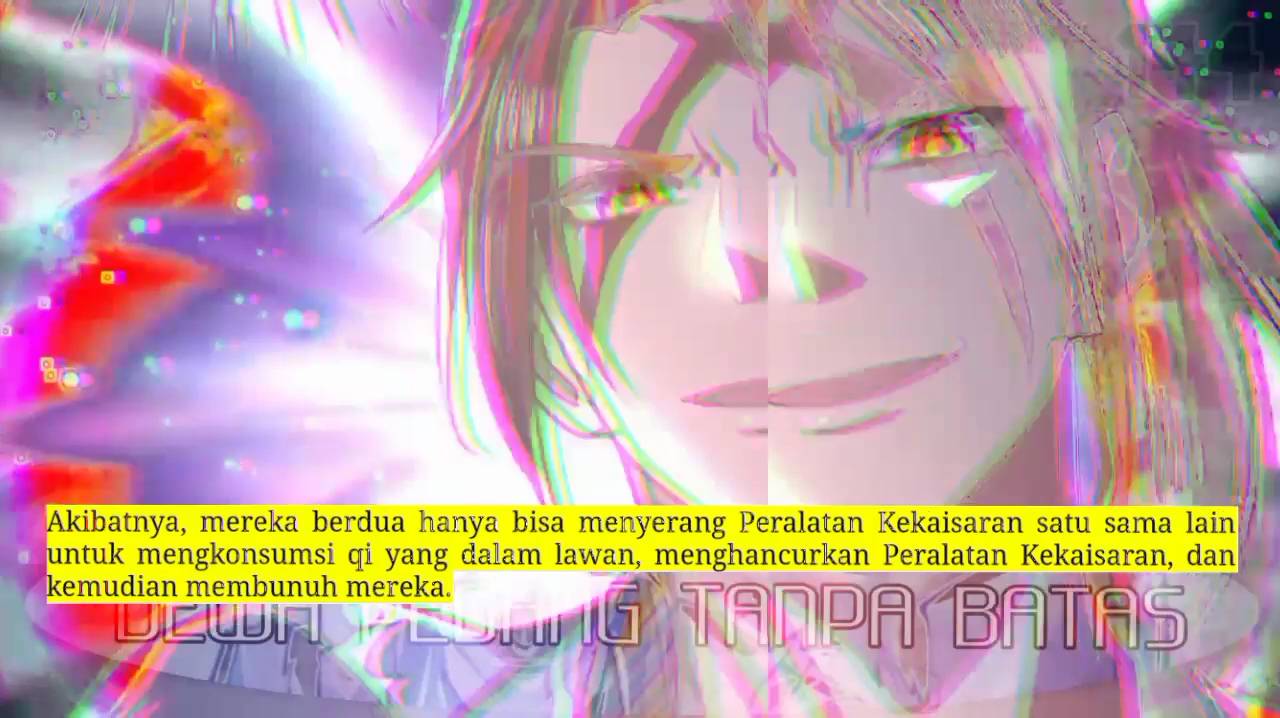 Akibatnya, mereka berdua hanya bisa menyerang Peralatan Kekaisaran satu sama lain
untuk mengkonsumsi qi yang dalam lawan, menghancurkan Peralatan Kekaisaran, dan
kemudian membunuh mereka.
DEWA PEDANG TANPA BATAS